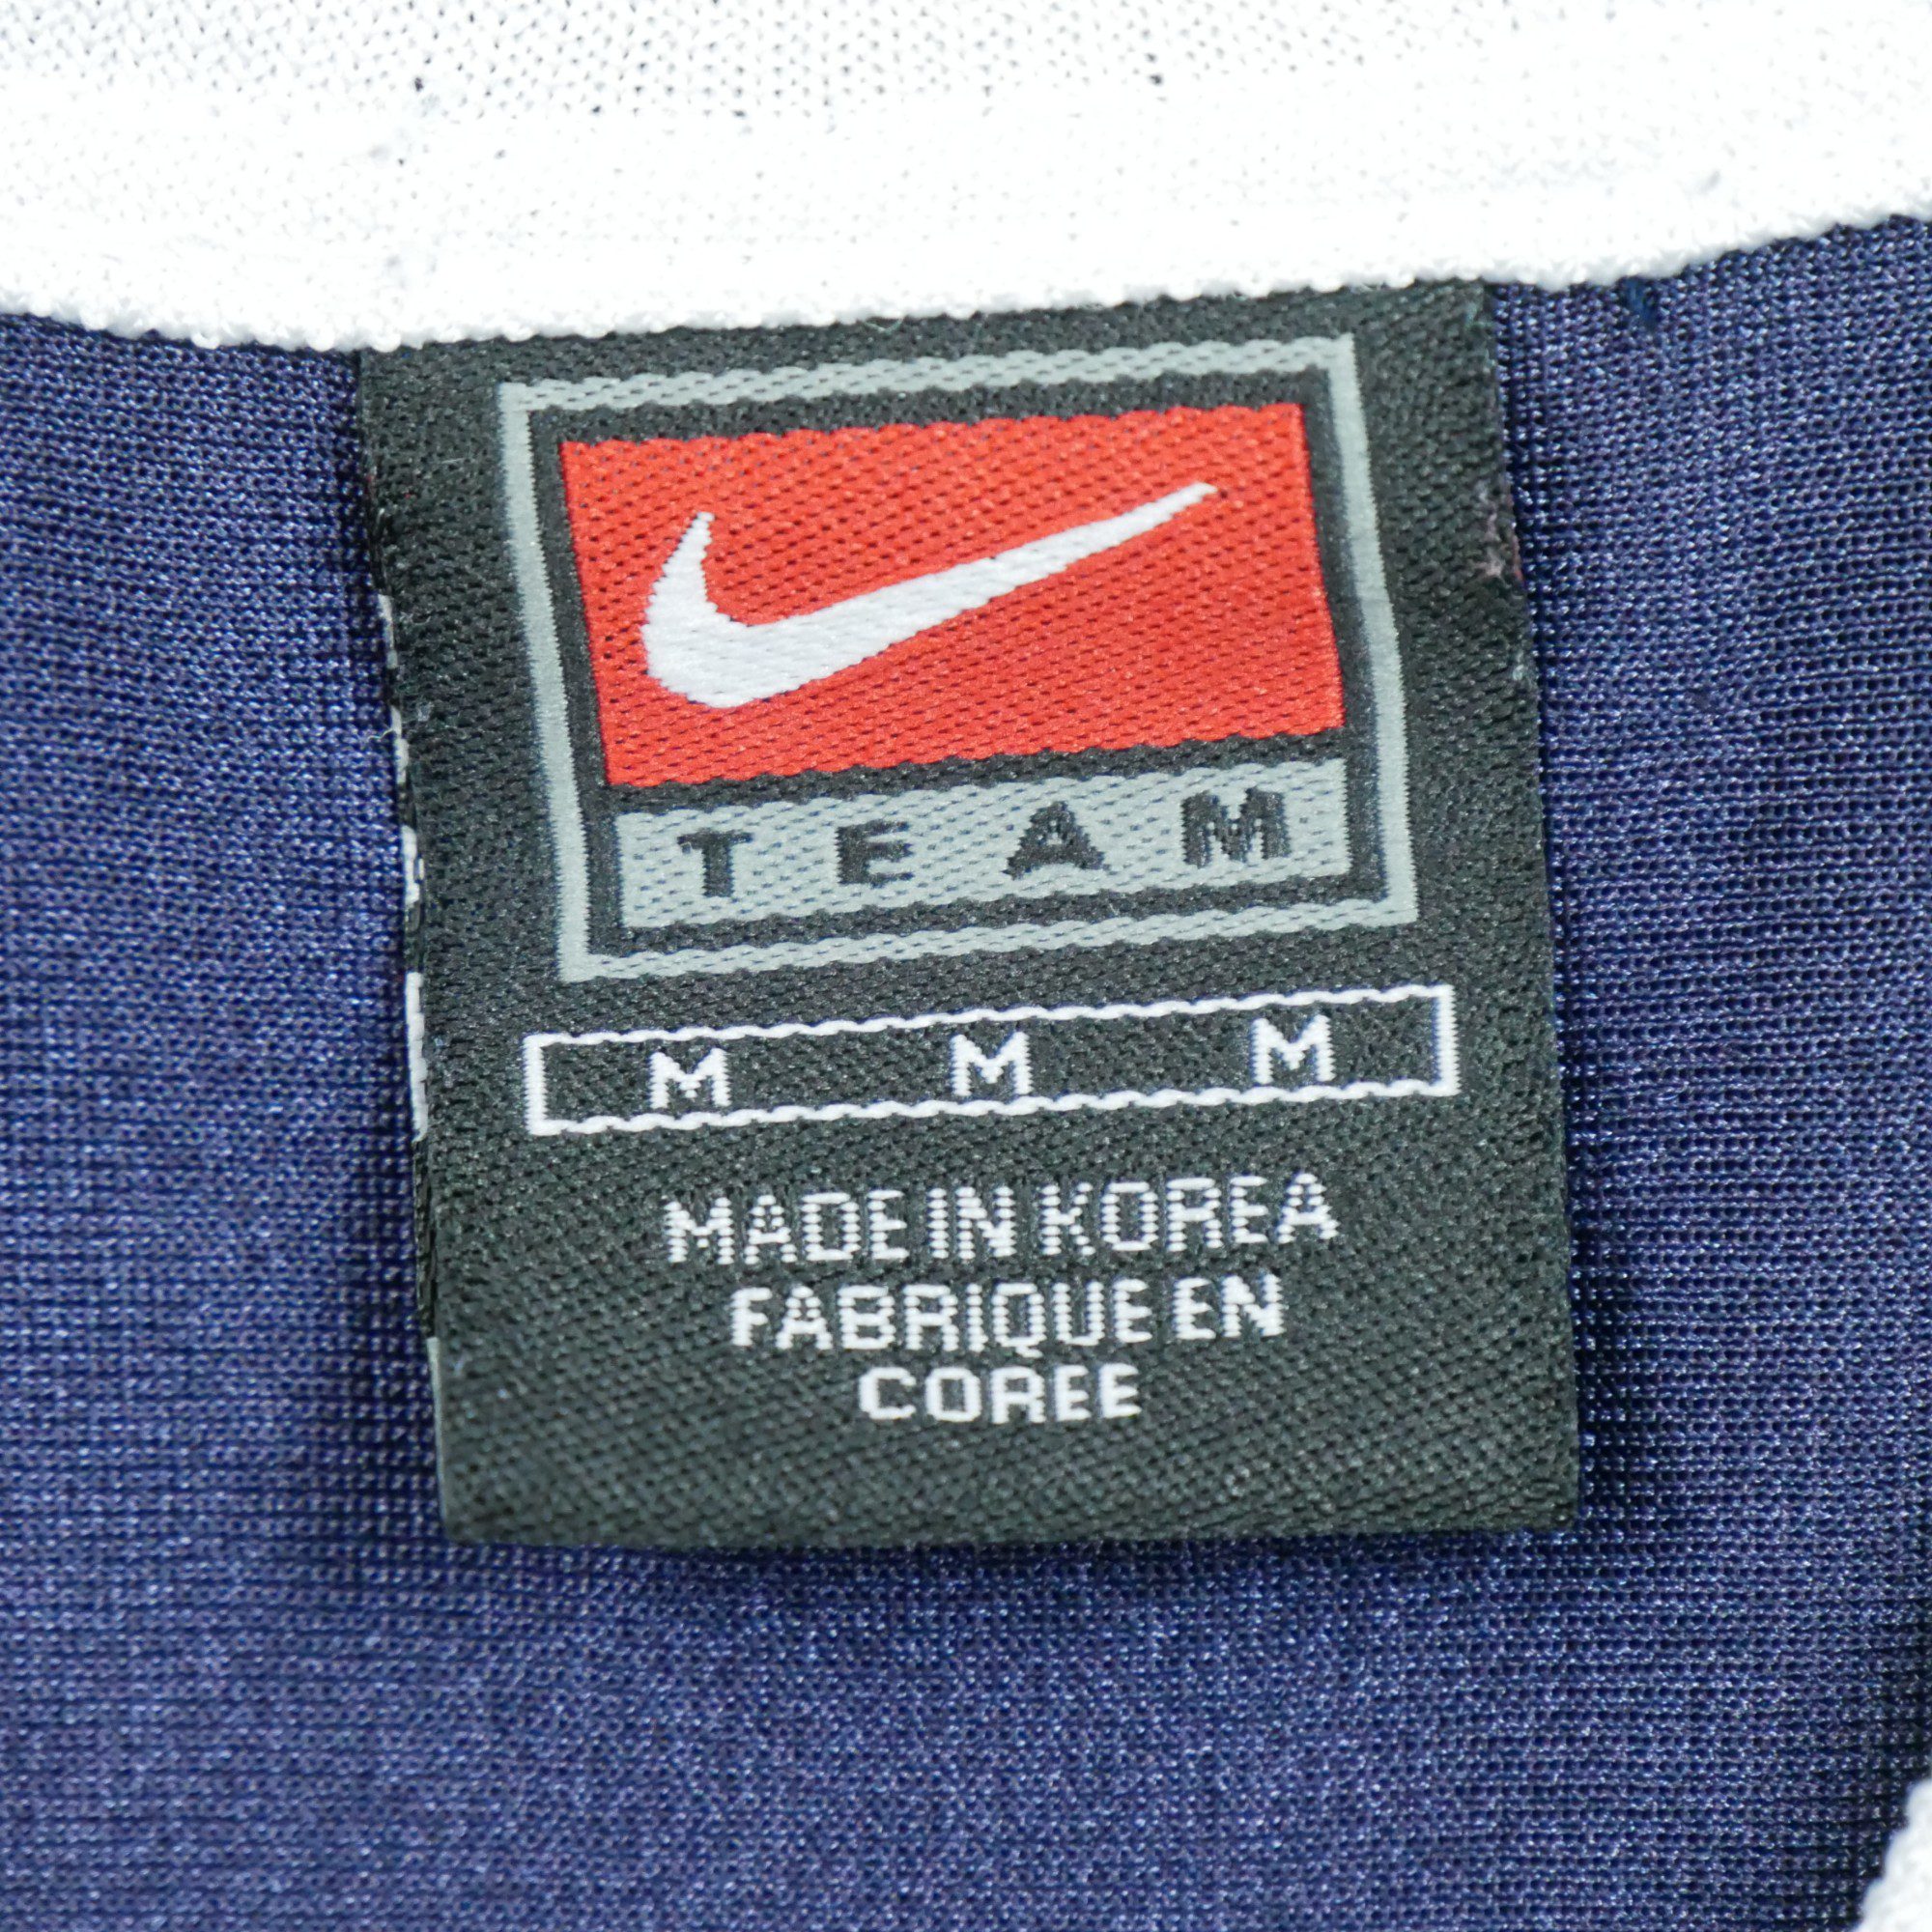 TEAM
M M M
MADE IN KOREA
FABRIQUE EN
COREE